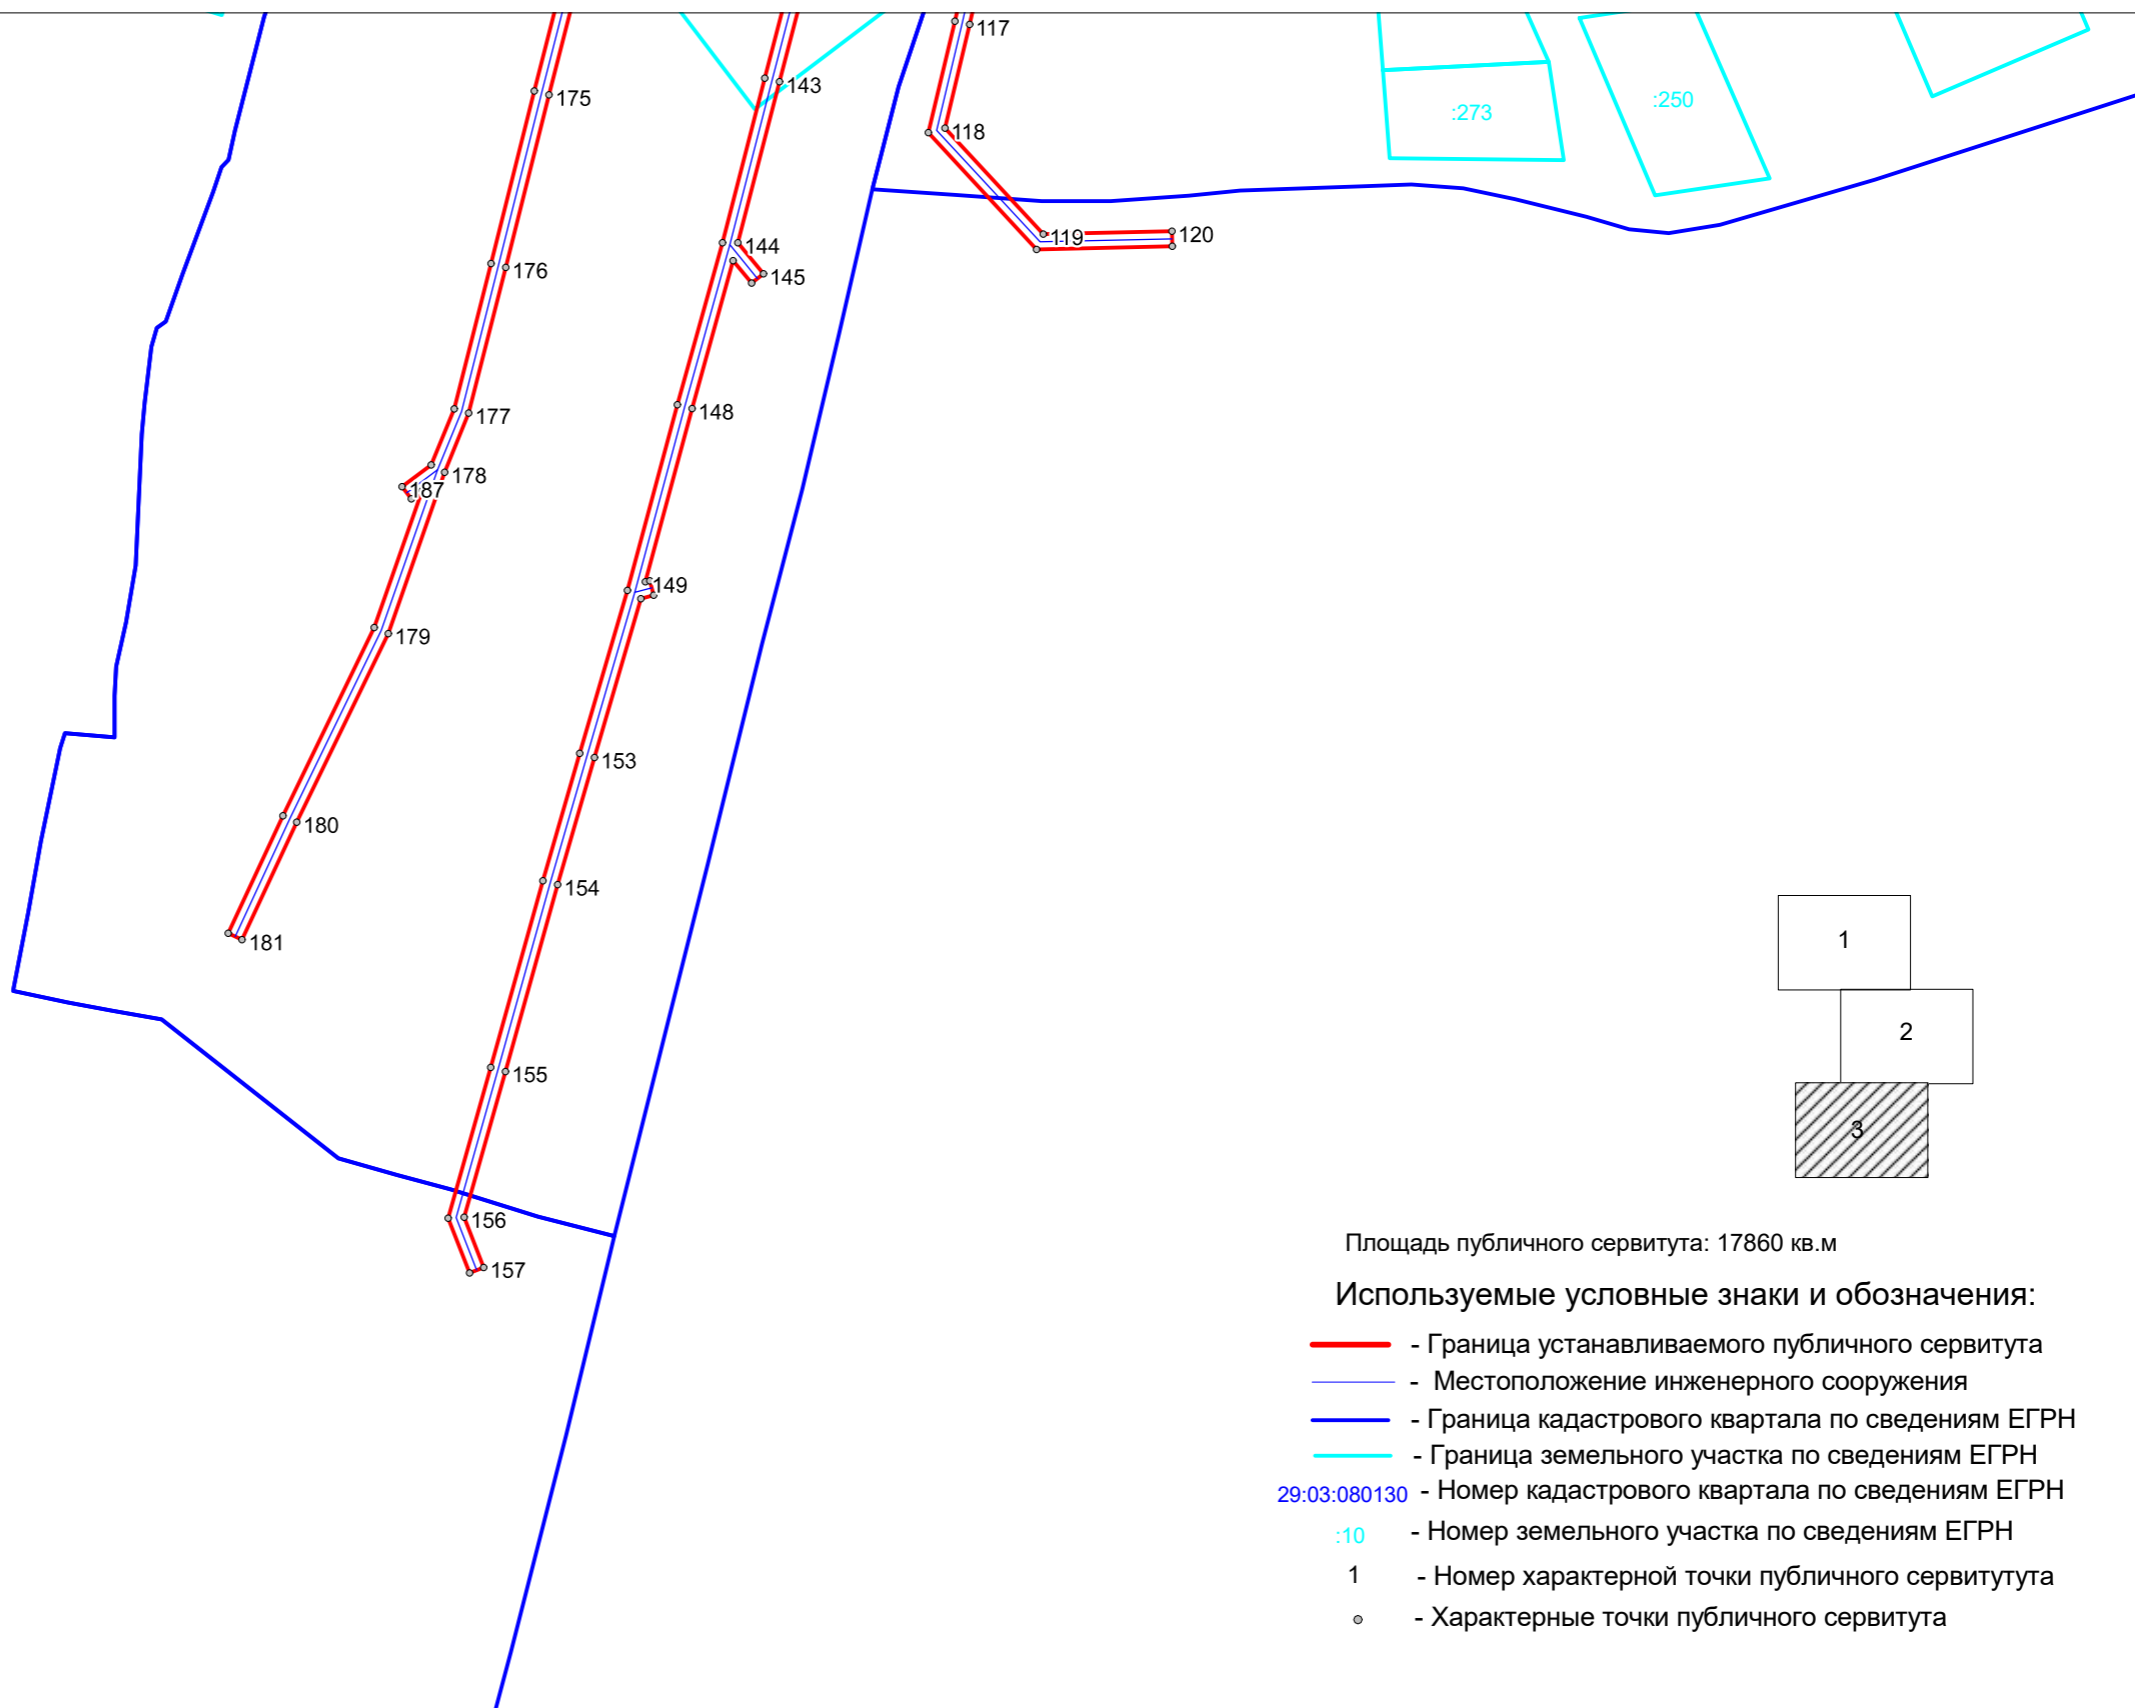 117
143
175
:273
:250
118
119
120
144
145
176
148
177
178
187
149
179
153
180
154
181
1
2
155
3
156
157
Площадь публичного сервитута: 17860 кв.м
Используемые условные знаки и обозначения:
- Граница устанавливаемого публичного сервитута
- Местоположение инженерного сооружения
- Граница кадастрового квартала по сведениям ЕГРН
- Граница земельного участка по сведениям ЕГРН
29:03:080130 - Номер кадастрового квартала по сведениям ЕГРН
:10 - Номер земельного участка по сведениям ЕГРН
1 - Номер характерной точки публичного сервитутута
- Характерные точки публичного сервитута